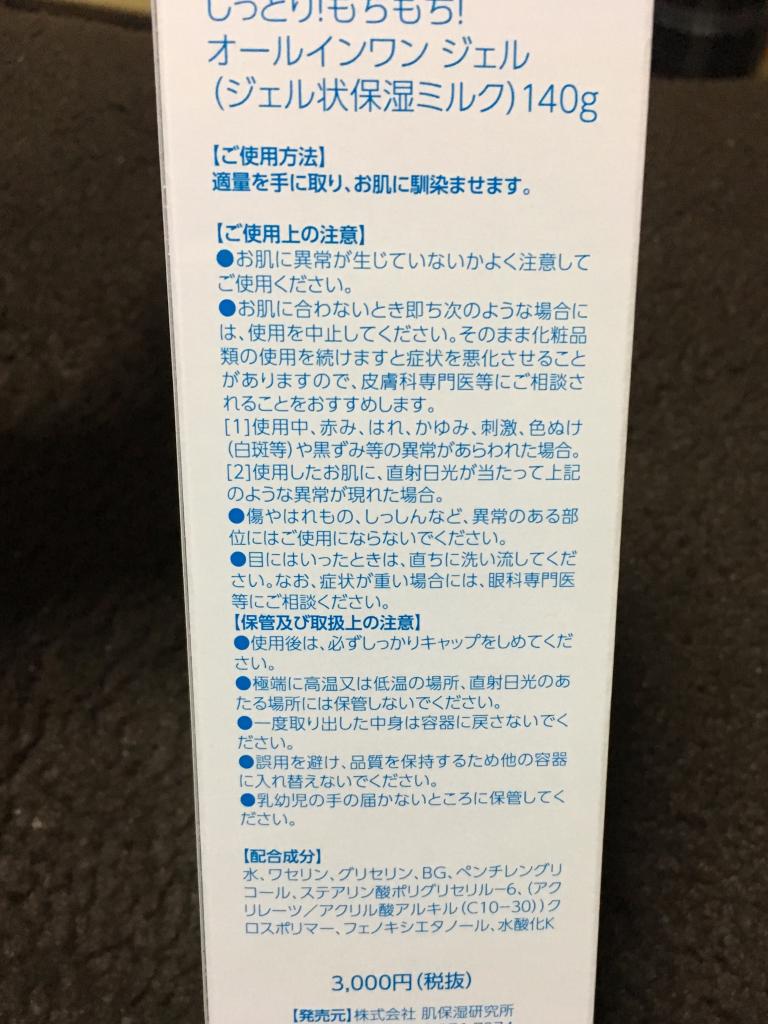 しっとり!もちもち!
オールインワン ジェル
(ジェル状保湿ミルク)140g
【ご使用方法】
適量を手に取り、お肌に馴染ませます。
【ご使用上の注意】
●お肌に異常が生じていないかよく注意して
ご使用ください。
●お肌に合わないとき即ち次のような場合に
は、使用を中止してください。そのまま化粧品
類の使用を続けますと症状を悪化させること
がありますので、皮膚科専門医等にご相談さ
れることをおすすめします。
[1]使用中、赤み、はれ、かゆみ、刺激、色ぬけ
(白斑等)や黒ずみ等の異常があらわれた場合。
[2]使用したお肌に、直射日光が当たって上記
のような異常が現れた場合。
●傷やはれもの、しっしんなど、異常のある部
位にはご使用にならないでください。
●目にはいったときは、直ちに洗い流してくだ
さい。なお、症状が重い場合には、眼科専門医
等にご相談ください。
【保管及び取扱上の注意】
●使用後は、必ずしっかりキャップをしめてくだ
さい。
●極端に高温又は低温の場所、直射日光のあ
たる場所には保管しないでください。
●一度取り出した中身は容器に戻さないでく
ださい。
●誤用を避け、品質を保持するため他の容器
に入れ替えないでください。
●乳幼児の手の届かないところに保管してく
ださい。
【配合成分】
水、ワセリン、グリセリン、BG、ペンチレングリ
コール、ステアリン酸ポリグリセリル-6、(アク
リレーツ/アクリル酸アルキル(C10-30))ク
ロスポリマー、フェノキシエタノール、水酸化K
3,000円(税抜)
【発売元】株式会社 肌保湿研究所